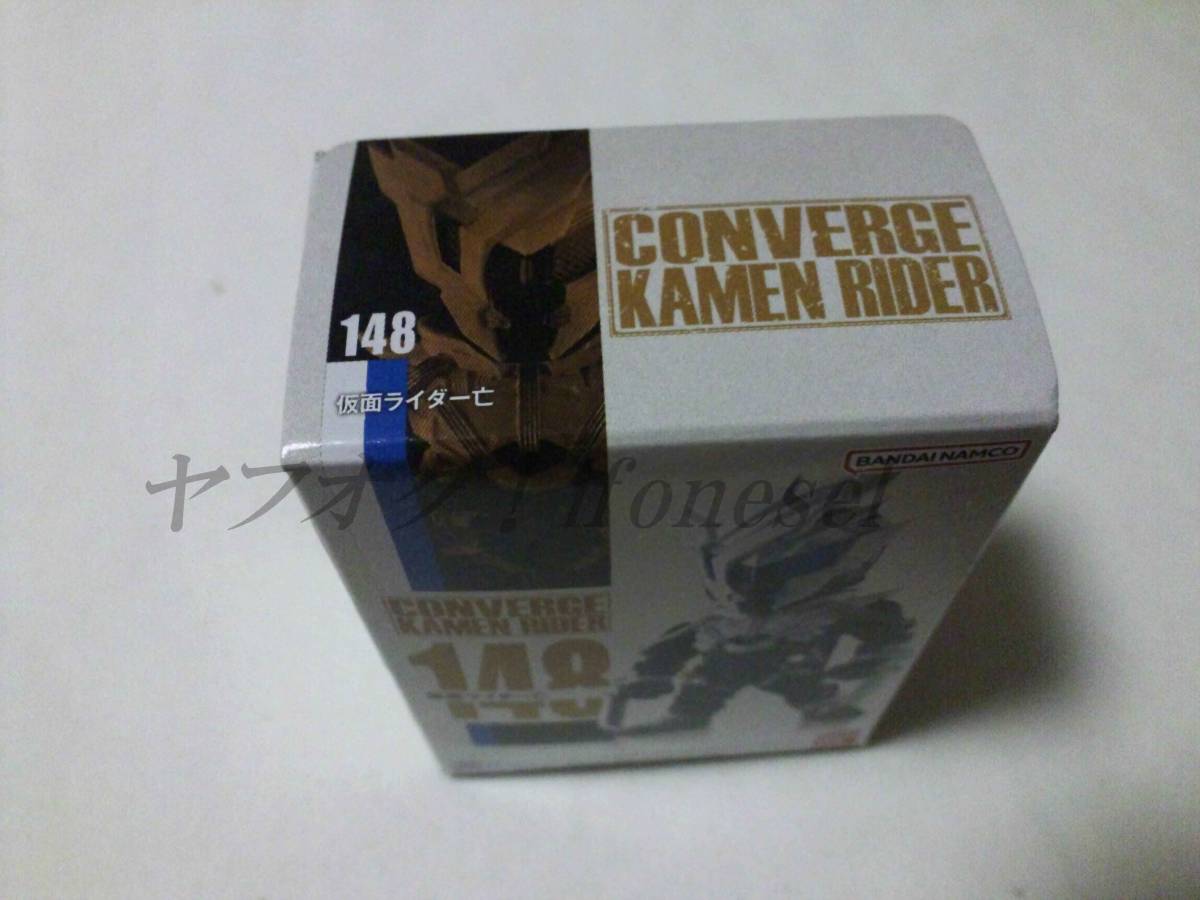 CONVERGE
KAMEN RIDER
148
仮面ライダー亡
BANDAI NAMCO
ヤフオク！ffonesel
CONVERGE
KAMEN RIDER
148